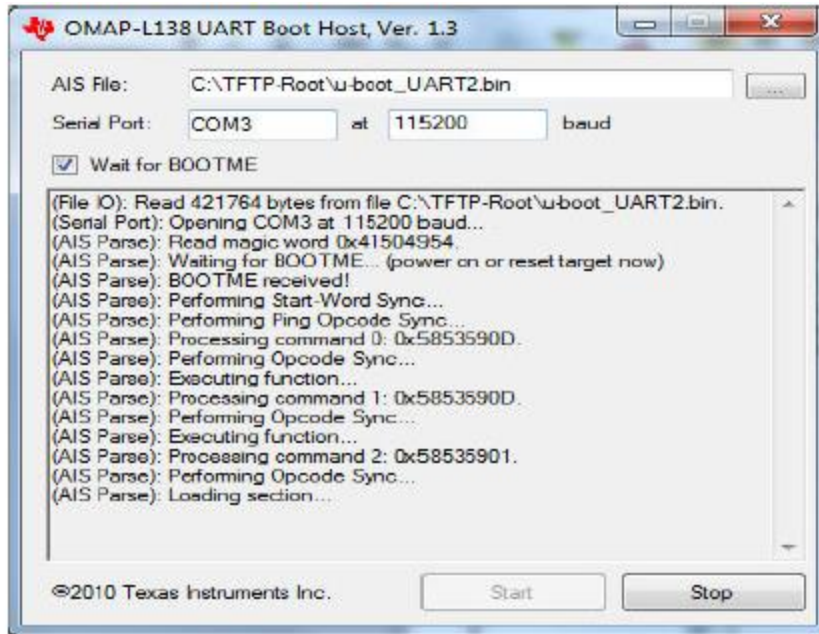 OMAP-L138 UART Boot Host, Ver. 1.3
AIS File: C:\TFTP-Root\u-boot_UART2.bin ...
Serial Port: COM3 at 115200 baud
Wait for BOOTME
(File IO): Read 421764 bytes from file C:\TFTP-Root\u-boot_UART2.bin.
(Serial Port): Opening COM3 at 115200 baud...
(AIS Parse): Read magic word 0x41504954.
(AIS Parse): Waiting for BOOTME... (power on or reset target now)
(AIS Parse): BOOTME received!
(AIS Parse): Performing Start-Word Sync...
(AIS Parse): Performing Ping Opcode Sync...
(AIS Parse): Processing command 0: 0x5853590D.
(AIS Parse): Performing Opcode Sync...
(AIS Parse): Executing function...
(AIS Parse): Processing command 1: 0x5853590D.
(AIS Parse): Performing Opcode Sync...
(AIS Parse): Executing function...
(AIS Parse): Processing command 2: 0x58535901.
(AIS Parse): Performing Opcode Sync...
(AIS Parse): Loading section...
©2010 Texas Instruments Inc. Start Stop